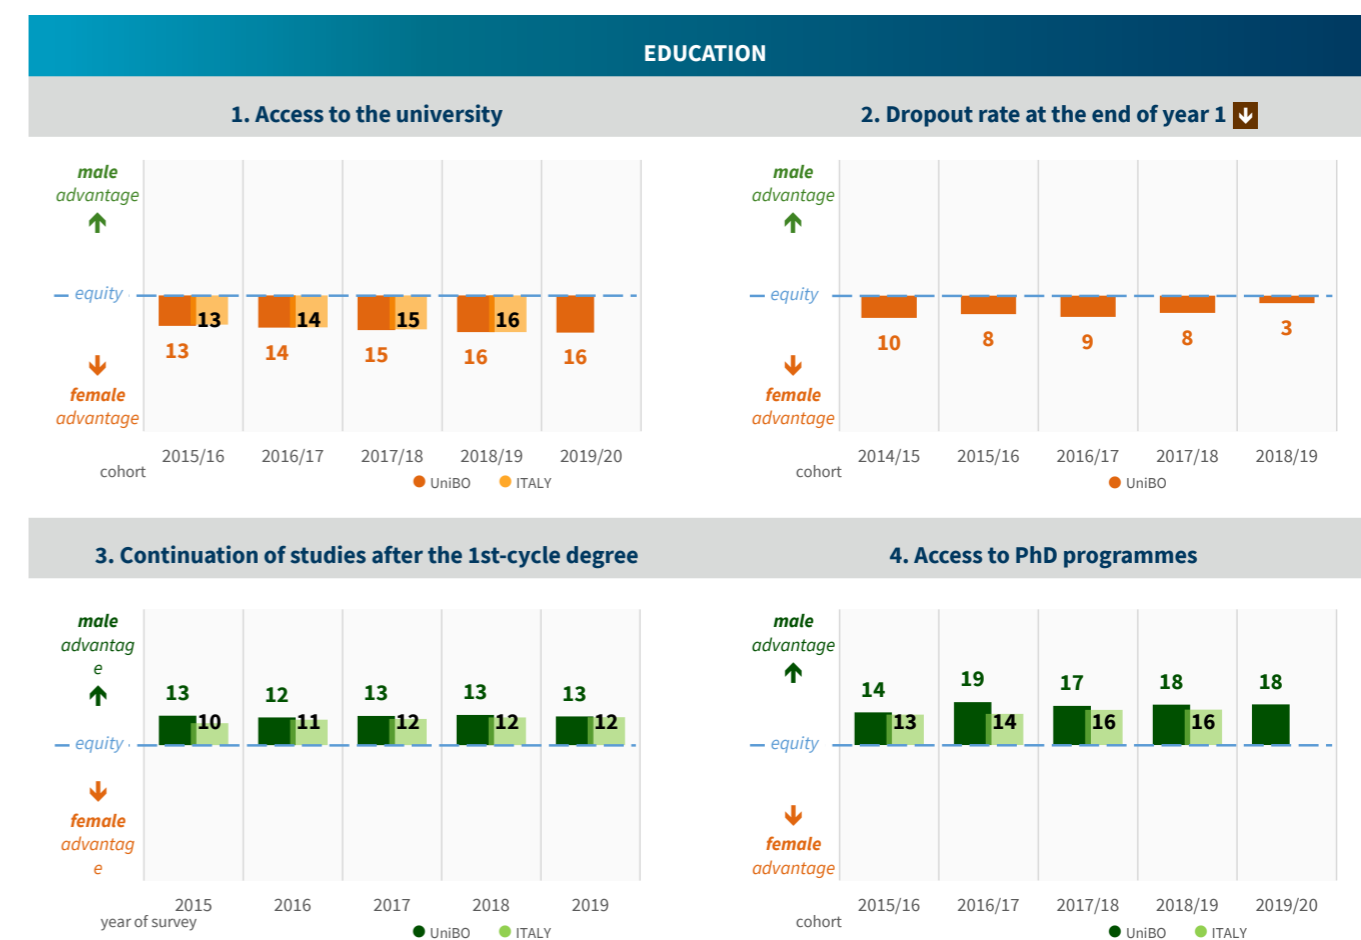 EDUCATION
1. Access to the university
male
advantage
equity
female
advantage
13
13
14
14
15
15
16
16
16
2015/16
2016/17
2017/18
2018/19
2019/20
cohort
UniBO
ITALY
2. Dropout rate at the end of year 1
male
advantage
equity
female
advantage
10
8
9
8
3
2014/15
2015/16
2016/17
2017/18
2018/19
cohort
UniBO
3. Continuation of studies after the 1st-cycle degree
male
advantag
e
equity
female
advantag
e
13
10
12
11
13
12
13
12
13
12
2015
2016
2017
2018
2019
year of survey
UniBO
ITALY
4. Access to PhD programmes
male
advantage
equity
female
advantage
14
13
19
14
17
16
18
16
18
2015/16
2016/17
2017/18
2018/19
2019/20
cohort
UniBO
ITALY